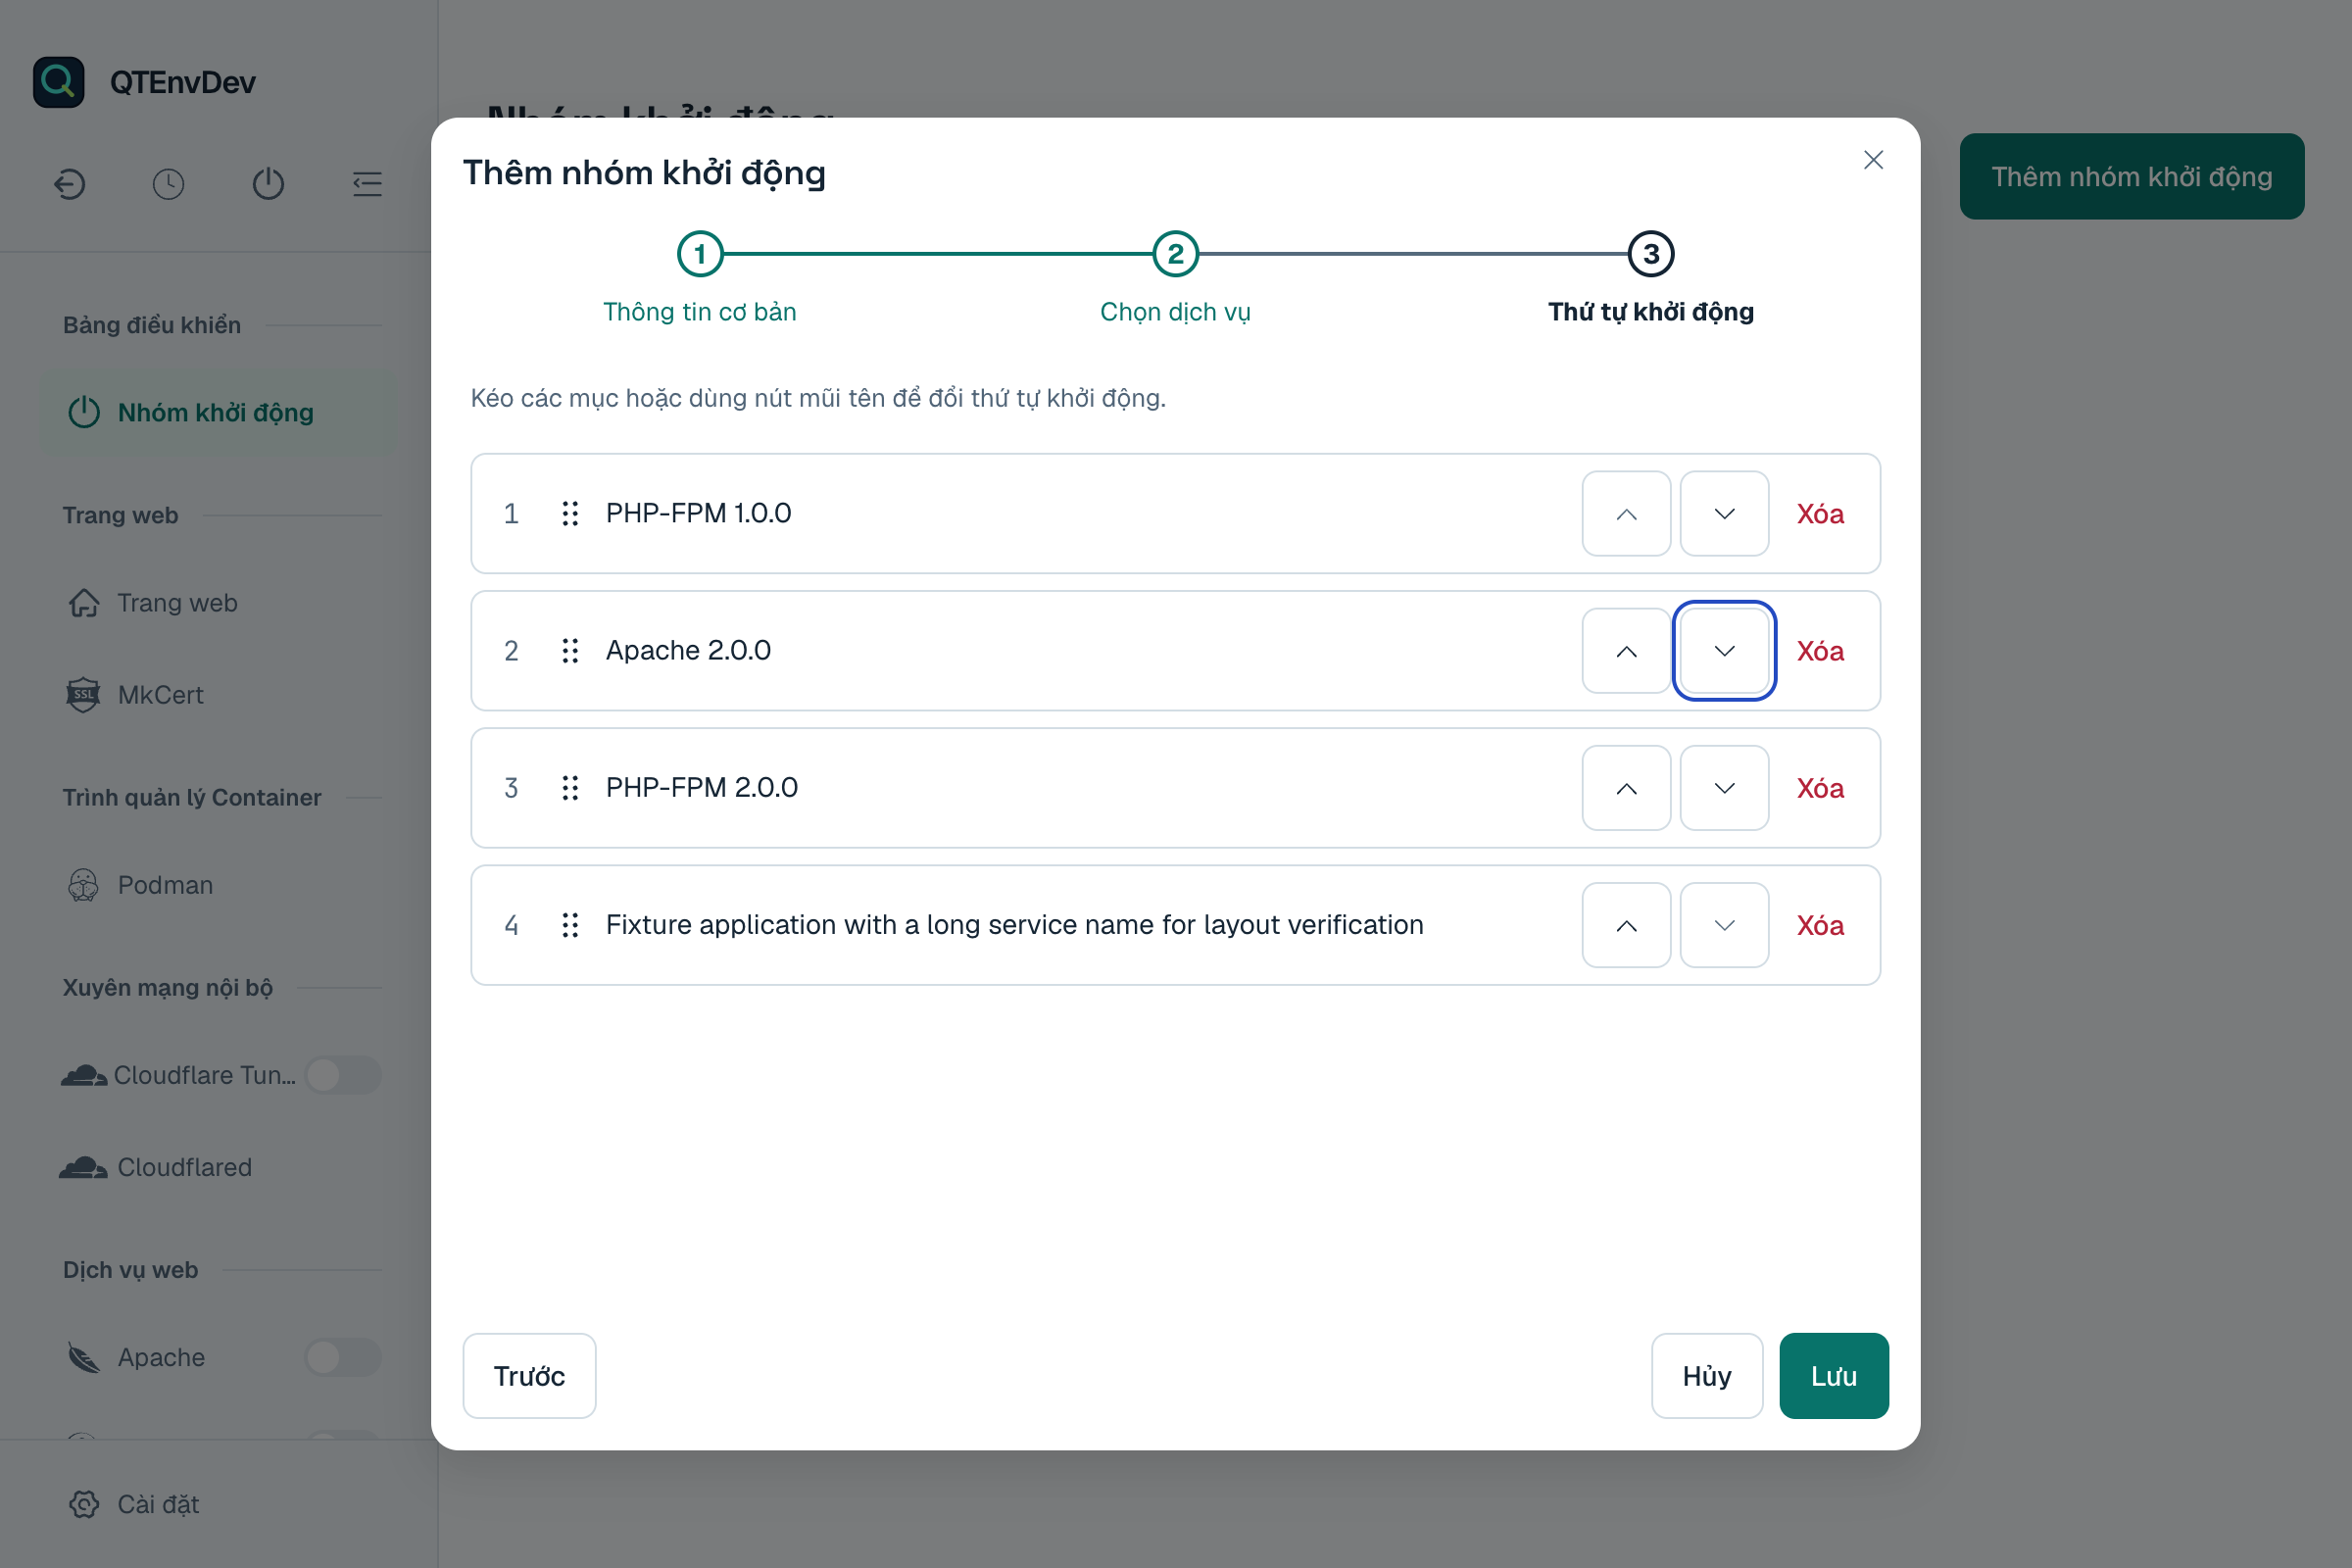 QTEnvDev
Bảng điều khiển
Nhóm khởi động
Trang web
Trang web
SSL
MkCert
Trình quản lý Container
Podman
Xuyên mạng nội bộ
Cloudflare Tun...
Cloudflared
Dịch vụ web
Apache
Cài đặt
Nhóm khởi động
Thêm nhóm khởi động
Thêm nhóm khởi động
1
2
3
Thông tin cơ bản
Chọn dịch vụ
Thứ tự khởi động
Kéo các mục hoặc dùng nút mũi tên để đổi thứ tự khởi động.
1 PHP-FPM 1.0.0 Xóa
2 Apache 2.0.0 Xóa
3 PHP-FPM 2.0.0 Xóa
4 Fixture application with a long service name for layout verification Xóa
Trước
Hủy
Lưu